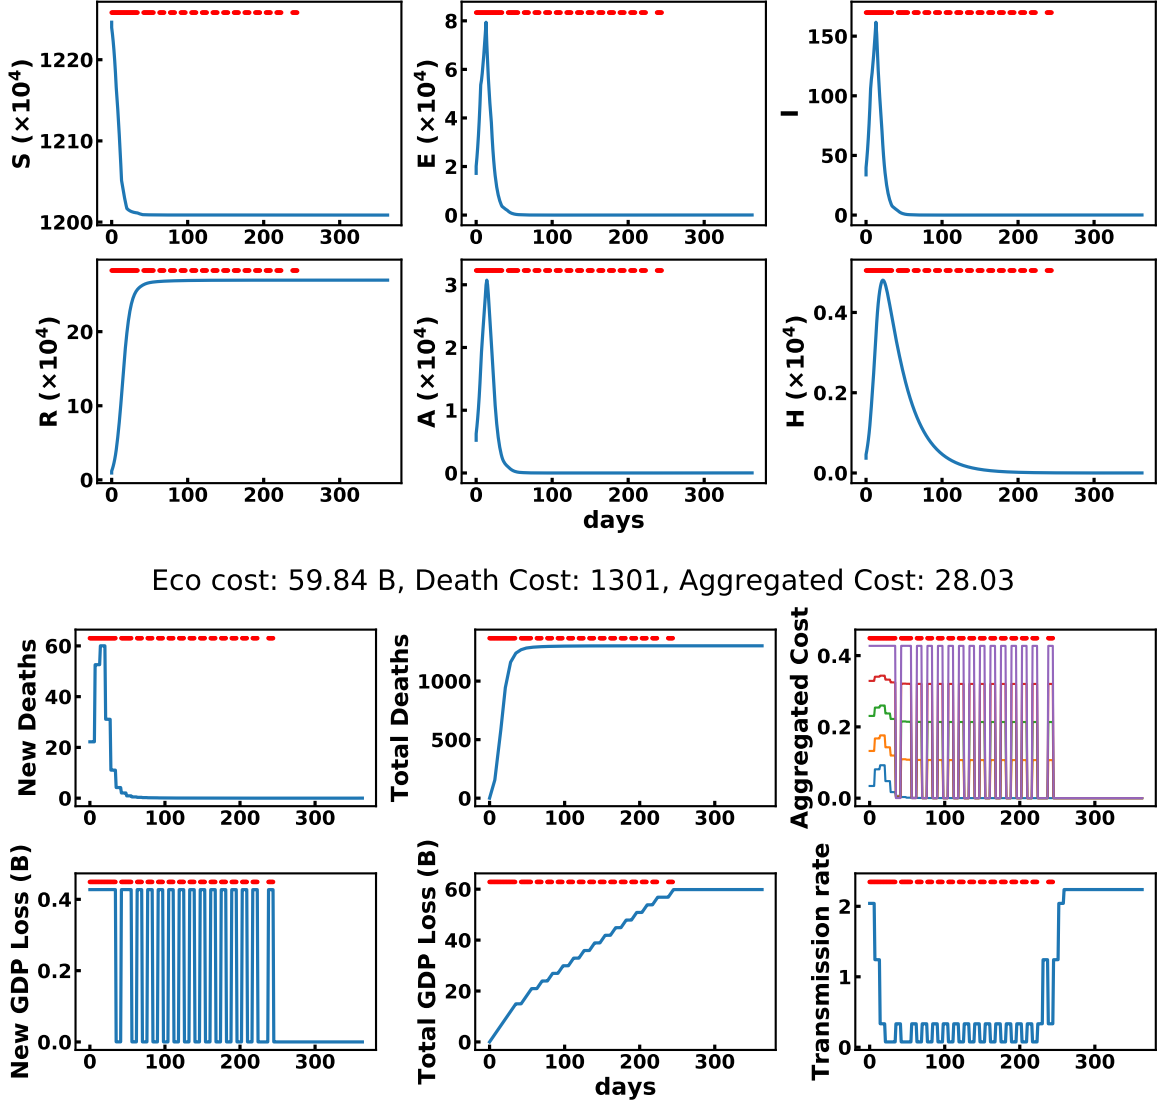 S (×10⁴)
1220
1210
1200
0 100 200 300
E (×10⁴)
8
6
4
2
0
0 100 200 300
I
150
100
50
0
0 100 200 300
R (×10⁴)
20
10
0
0 100 200 300
A (×10⁴)
3
2
1
0
0 100 200 300
days
H (×10⁴)
0.4
0.2
0.0
0 100 200 300
Eco cost: 59.84 B, Death Cost: 1301, Aggregated Cost: 28.03
New Deaths
60
40
20
0
0 100 200 300
Total Deaths
1000
500
0
0 100 200 300
Aggregated Cost
0.4
0.2
0.0
0 100 200 300
New GDP Loss (B)
0.4
0.2
0.0
0 100 200 300
Total GDP Loss (B)
60
40
20
0
0 100 200 300
days
Transmission rate
2
1
0
0 100 200 300